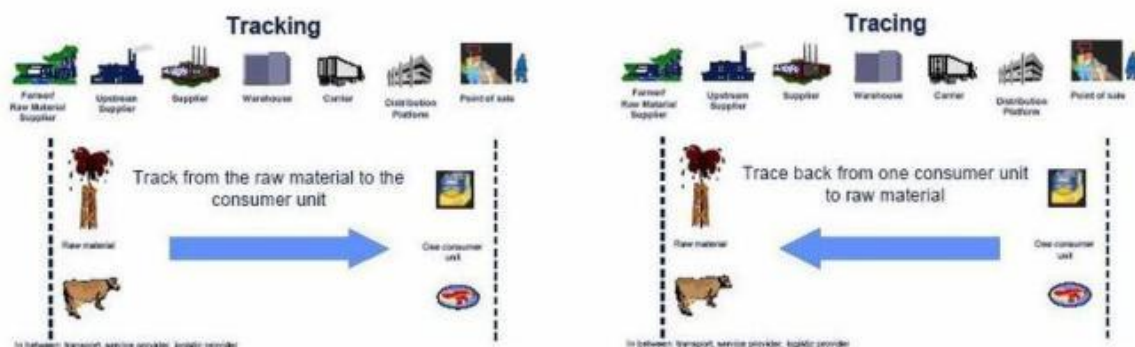 Tracking
Farmer/
Raw Material
Supplier
Upstream
Supplier
Supplier
Warehouse
Carrier
Distribution
Platform
Point of sale
Track from the raw material to the
consumer unit
Raw material
One consumer
unit
In between: transport, service provider, logistic provider
Tracing
Farmer/
Raw Material
Supplier
Upstream
Supplier
Supplier
Warehouse
Carrier
Distribution
Platform
Point of sale
Trace back from one consumer unit
to raw material
Raw material
One consumer
unit
In between: transport, service provider, logistic provider